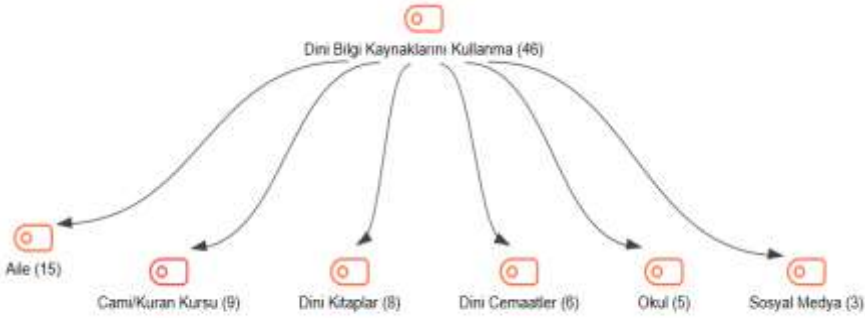 Dini Bilgi Kaynaklarını Kullanma (46)
Aile (15)
Cami/Kuran Kursu (9)
Dini Kitaplar (8)
Dini Cemaatler (6)
Okul (5)
Sosyal Medya (3)